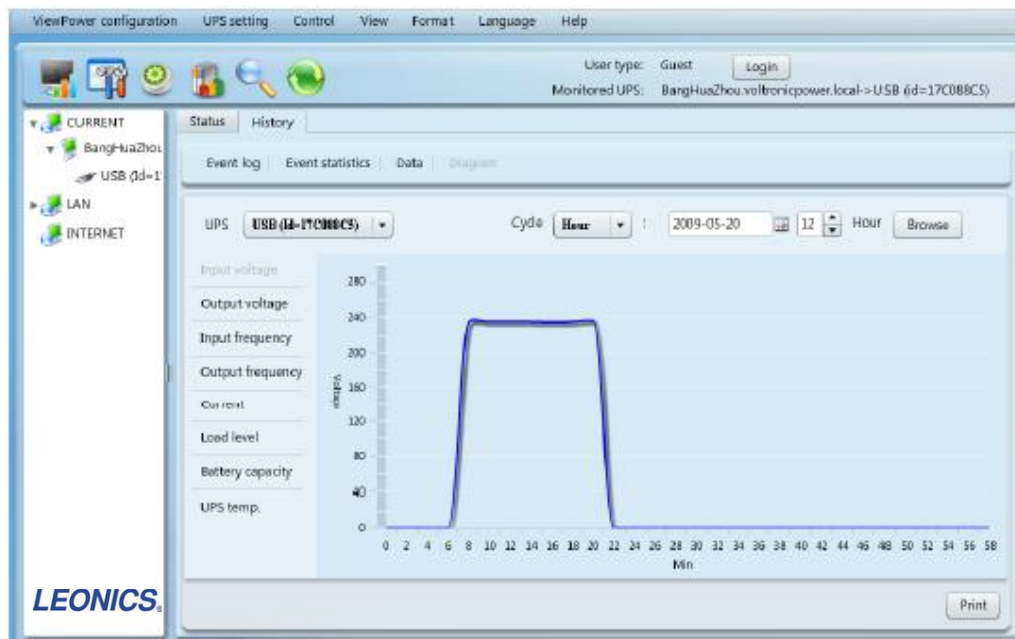 ViewPower configuration UPS setting Control View Format Language Help
User type: Guest Login
Monitored UPS: BangHuaZhou.voltronicpower.local->USB (id=17C088C5)
CURRENT
BangHuaZhou
USB (Id=1
LAN
INTERNET
Status History
Event log Event statistics Data Diagram
UPS USB (Id=17C088C5) Cycle Hour : 2009-05-20 12 Hour Browse
Input voltage
Output voltage
Input frequency
Output frequency
Current
Load level
Battery capacity
UPS temp.
Voltage
280
240
200
160
120
80
40
0
0 2 4 6 8 10 12 14 16 18 20 22 24 26 28 30 32 34 36 38 40 42 44 46 48 50 52 54 56 58
Min
LEONICS®
Print